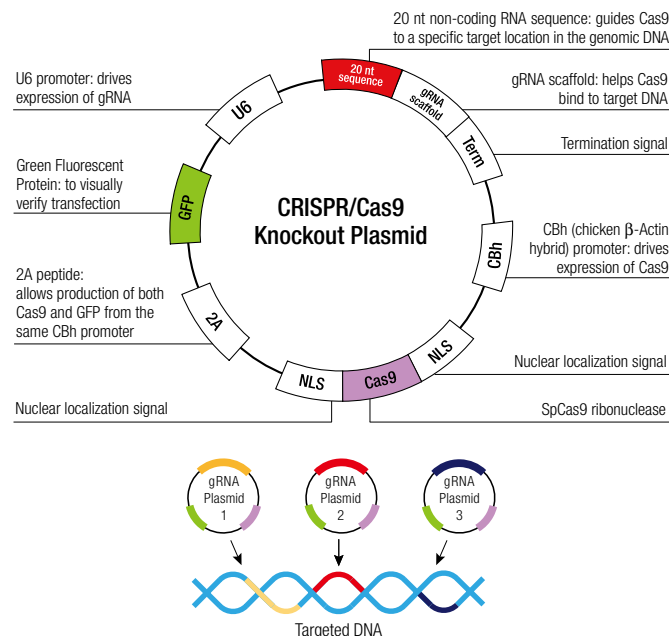 20 nt non-coding RNA sequence: guides Cas9
to a specific target location in the genomic DNA
U6 promoter: drives
expression of gRNA
gRNA scaffold: helps Cas9
bind to target DNA
Termination signal
Green Fluorescent
Protein: to visually
verify transfection
CBh (chicken β-Actin
hybrid) promoter: drives
expression of Cas9
2A peptide:
allows production of both
Cas9 and GFP from the
same CBh promoter
Nuclear localization signal
Nuclear localization signal
SpCas9 ribonuclease
20 nt
sequence
gRNA
scaffold
Term
CBh
NLS
Cas9
NLS
2A
GFP
U6
CRISPR/Cas9
Knockout Plasmid
gRNA
Plasmid
1
gRNA
Plasmid
2
gRNA
Plasmid
3
Targeted DNA